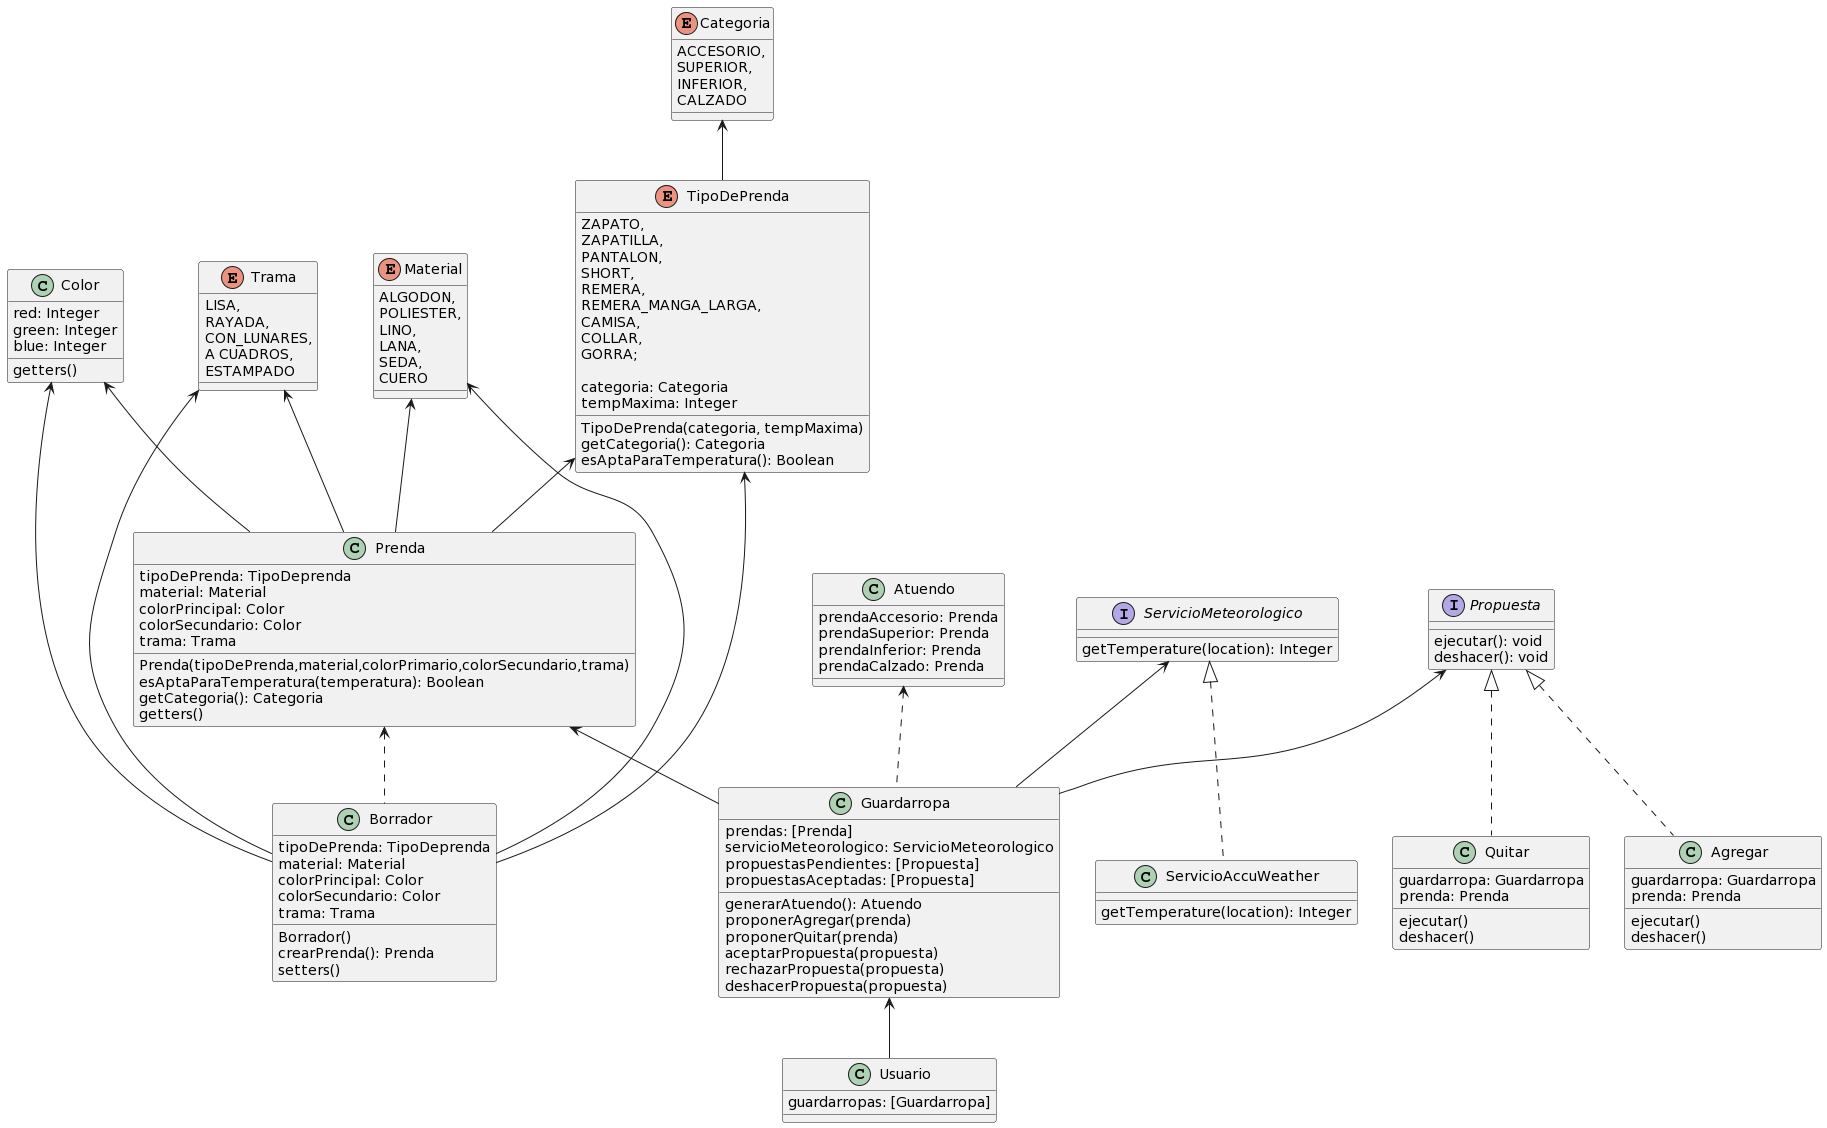 Categoria
ACCESORIO,
SUPERIOR,
INFERIOR,
CALZADO
TipoDePrenda
ZAPATO,
ZAPATILLA,
PANTALON,
SHORT,
REMERA,
REMERA_MANGA_LARGA,
CAMISA,
COLLAR,
GORRA;
categoria: Categoria
tempMaxima: Integer
TipoDePrenda(categoria, tempMaxima)
getCategoria(): Categoria
esAptaParaTemperatura(): Boolean
Color
red: Integer
green: Integer
blue: Integer
getters()
Trama
LISA,
RAYADA,
CON_LUNARES,
A CUADROS,
ESTAMPADO
Material
ALGODON,
POLIESTER,
LINO,
LANA,
SEDA,
CUERO
Prenda
tipoDePrenda: TipoDeprenda
material: Material
colorPrincipal: Color
colorSecundario: Color
trama: Trama
Prenda(tipoDePrenda,material,colorPrimario,colorSecundario,trama)
esAptaParaTemperatura(temperatura): Boolean
getCategoria(): Categoria
getters()
Atuendo
prendaAccesorio: Prenda
prendaSuperior: Prenda
prendaInferior: Prenda
prendaCalzado: Prenda
ServicioMeteorologico
getTemperature(location): Integer
Propuesta
ejecutar(): void
deshacer(): void
Borrador
tipoDePrenda: TipoDeprenda
material: Material
colorPrincipal: Color
colorSecundario: Color
trama: Trama
Borrador()
crearPrenda(): Prenda
setters()
Guardarropa
prendas: [Prenda]
servicioMeteorologico: ServicioMeteorologico
propuestasPendientes: [Propuesta]
propuestasAceptadas: [Propuesta]
generarAtuendo(): Atuendo
proponerAgregar(prenda)
proponerQuitar(prenda)
aceptarPropuesta(propuesta)
rechazarPropuesta(propuesta)
deshacerPropuesta(propuesta)
ServicioAccuWeather
getTemperature(location): Integer
Quitar
guardarropa: Guardarropa
prenda: Prenda
ejecutar()
deshacer()
Agregar
guardarropa: Guardarropa
prenda: Prenda
ejecutar()
deshacer()
Usuario
guardarropas: [Guardarropa]